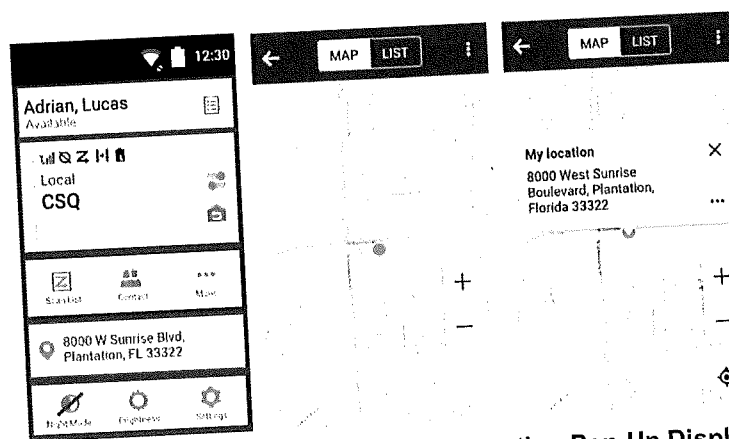 12:30
Adrian, Lucas
Available
Local
CSQ
Scan List
Contact
More
8000 W Sunrise Blvd,
Plantation, FL 33322
Night Mode
Brightness
Settings
MAP LIST
+
−
MAP LIST
My location
8000 West Sunrise
Boulevard, Plantation,
Florida 33322
+
−
Pop-Up Displ